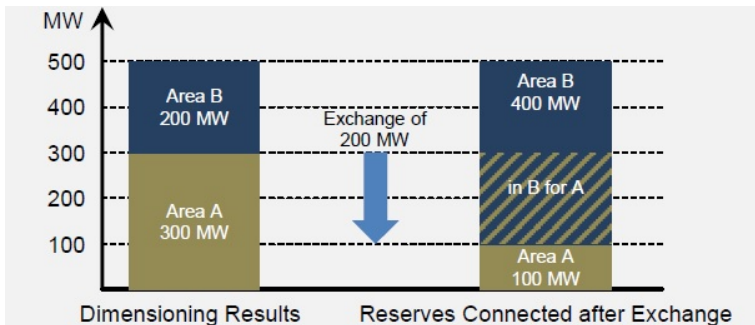 MW
500
400
300
200
100
Area B
200 MW
Area A
300 MW
Exchange of
200 MW
Area B
400 MW
in B for A
Area A
100 MW
Dimensioning Results
Reserves Connected after Exchange